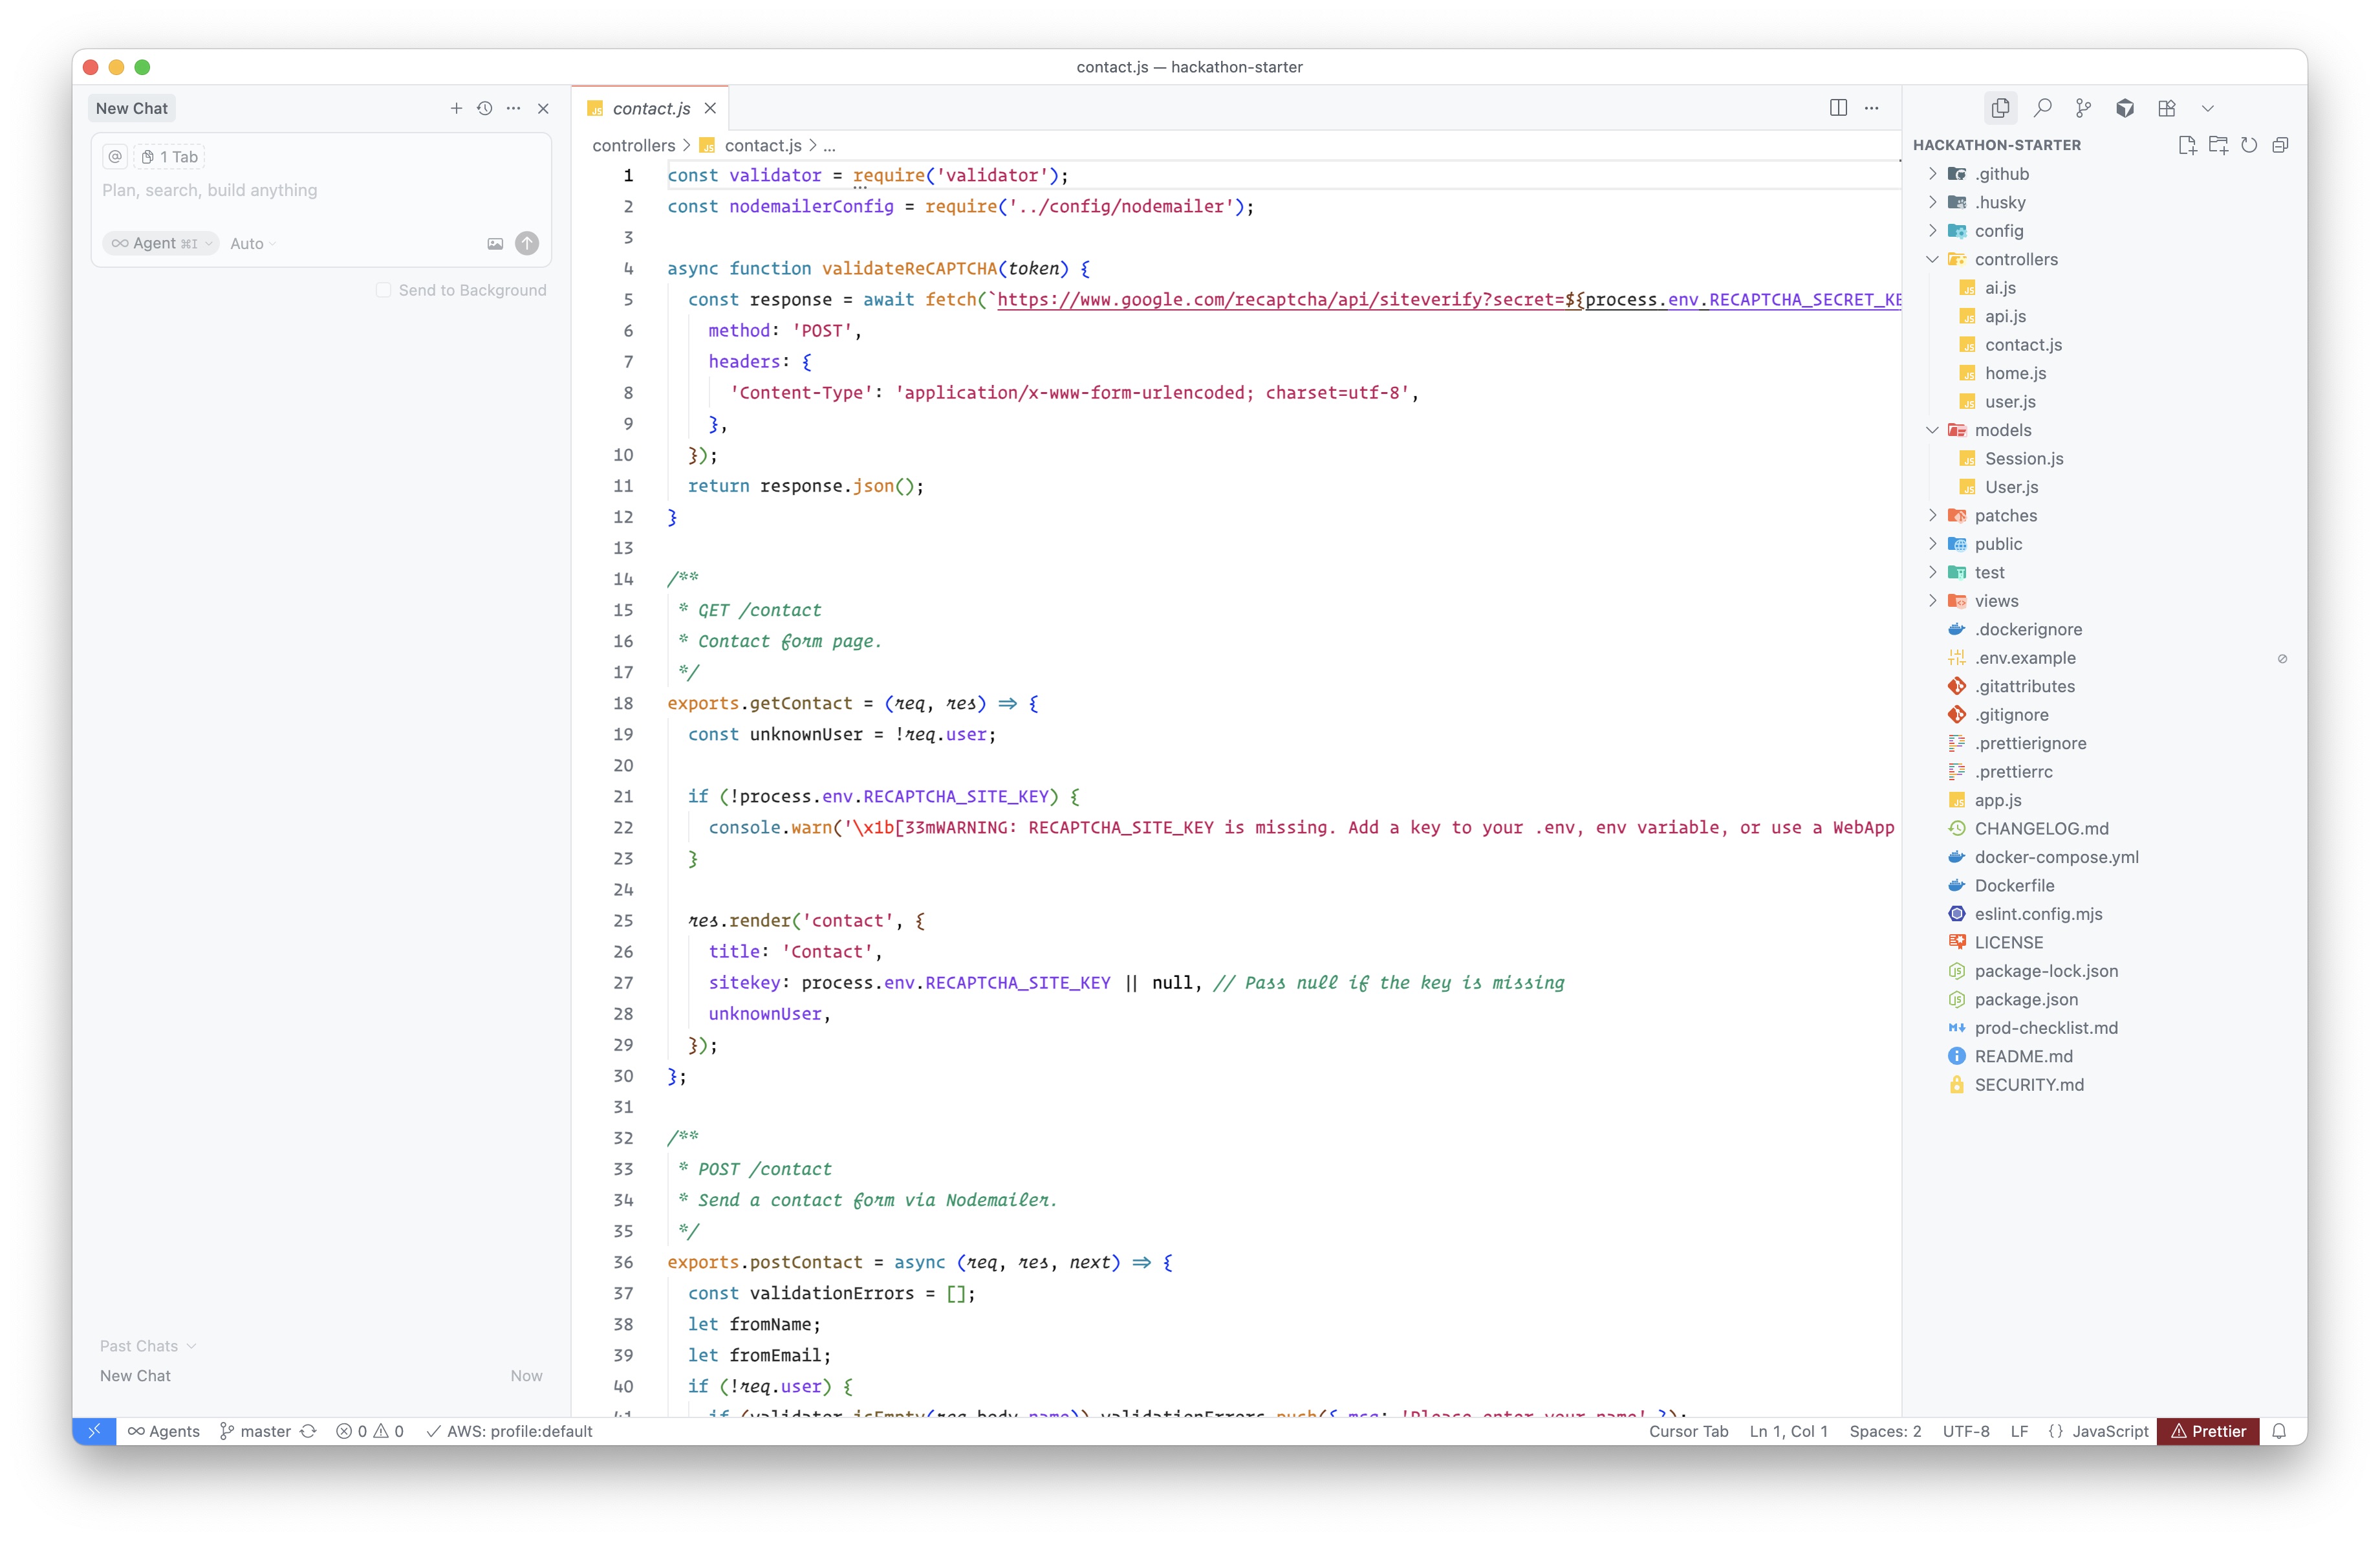 contact.js — hackathon-starter
New Chat
1 Tab
Plan, search, build anything
Agent ⌘I
Auto
Send to Background
Past Chats
New Chat
Now
contact.js
controllers > contact.js > ...
1 const validator = require('validator');
2 const nodemailerConfig = require('../config/nodemailer');
3
4 async function validateReCAPTCHA(token) {
5 const response = await fetch(`https://www.google.com/recaptcha/api/siteverify?secret=${process.env.RECAPTCHA_SECRET_KE
6 method: 'POST',
7 headers: {
8 'Content-Type': 'application/x-www-form-urlencoded; charset=utf-8',
9 },
10 });
11 return response.json();
12 }
13
14 /**
15 * GET /contact
16 * Contact form page.
17 */
18 exports.getContact = (req, res) => {
19 const unknownUser = !req.user;
20
21 if (!process.env.RECAPTCHA_SITE_KEY) {
22 console.warn('\x1b[33mWARNING: RECAPTCHA_SITE_KEY is missing. Add a key to your .env, env variable, or use a WebApp
23 }
24
25 res.render('contact', {
26 title: 'Contact',
27 sitekey: process.env.RECAPTCHA_SITE_KEY || null, // Pass null if the key is missing
28 unknownUser,
29 });
30 };
31
32 /**
33 * POST /contact
34 * Send a contact form via Nodemailer.
35 */
36 exports.postContact = async (req, res, next) => {
37 const validationErrors = [];
38 let fromName;
39 let fromEmail;
40 if (!req.user) {
41 if (validator.isEmpty(req.body.name)) validationErrors.push({ msg: 'Please enter your name' });
HACKATHON-STARTER
.github
.husky
config
controllers
ai.js
api.js
contact.js
home.js
user.js
models
Session.js
User.js
patches
public
test
views
.dockerignore
.env.example
.gitattributes
.gitignore
.prettierignore
.prettierrc
app.js
CHANGELOG.md
docker-compose.yml
Dockerfile
eslint.config.mjs
LICENSE
package-lock.json
package.json
prod-checklist.md
README.md
SECURITY.md
Agents
master
0 0
AWS: profile:default
Cursor Tab
Ln 1, Col 1
Spaces: 2
UTF-8
LF
{} JavaScript
Prettier